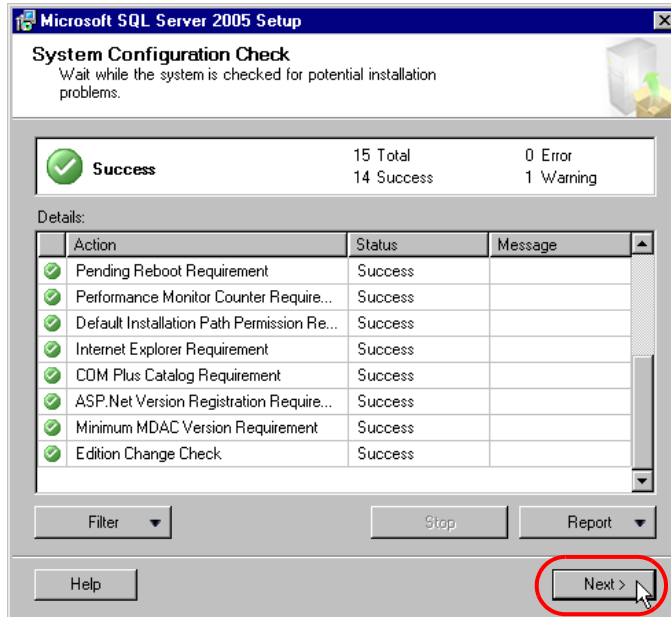 Microsoft SQL Server 2005 Setup
System Configuration Check
Wait while the system is checked for potential installation
problems.
Success
15 Total
0 Error
14 Success
1 Warning
Details:
Action Status Message
Pending Reboot Requirement Success
Performance Monitor Counter Require... Success
Default Installation Path Permission Re... Success
Internet Explorer Requirement Success
COM Plus Catalog Requirement Success
ASP.Net Version Registration Require... Success
Minimum MDAC Version Requirement Success
Edition Change Check Success
Filter Stop Report
Help Next >